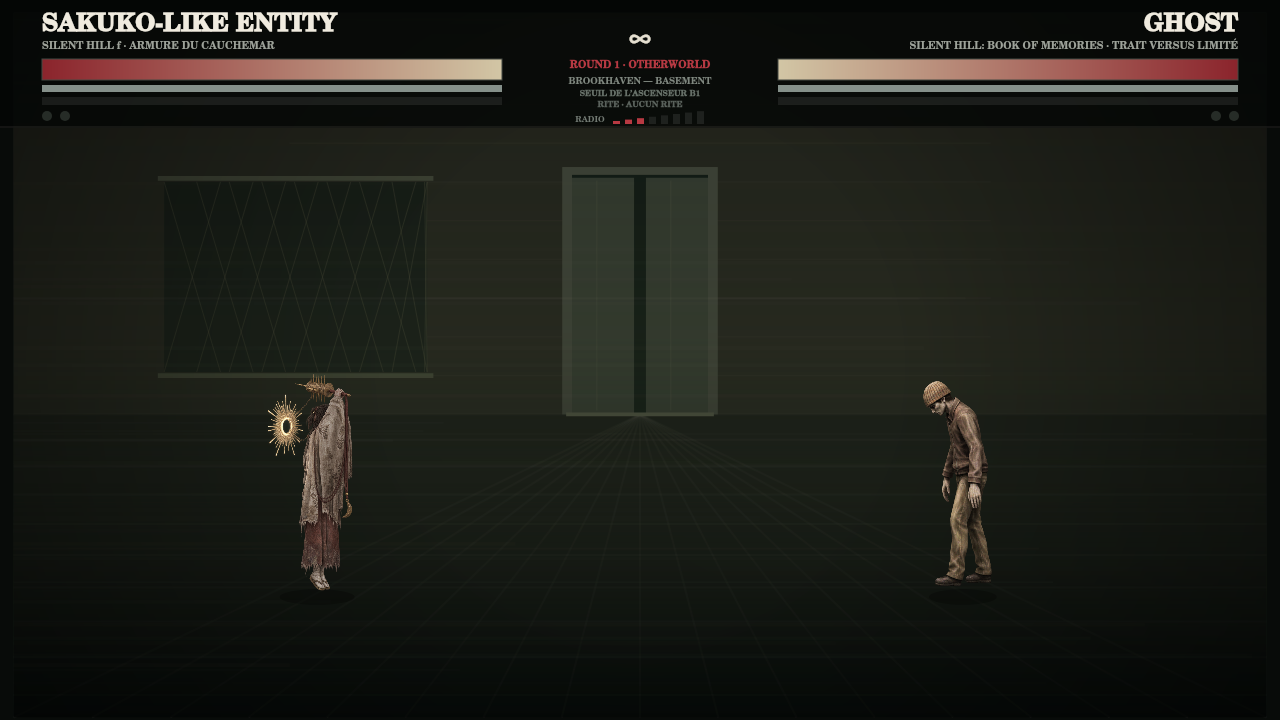 SAKUKO-LIKE ENTITY
SILENT HILL f · ARMURE DU CAUCHEMAR
∞
ROUND 1 · OTHERWORLD
BROOKHAVEN — BASEMENT
SEUIL DE L'ASCENSEUR B1
RITE · AUCUN RITE
RADIO
GHOST
SILENT HILL: BOOK OF MEMORIES · TRAIT VERSUS LIMITÉ